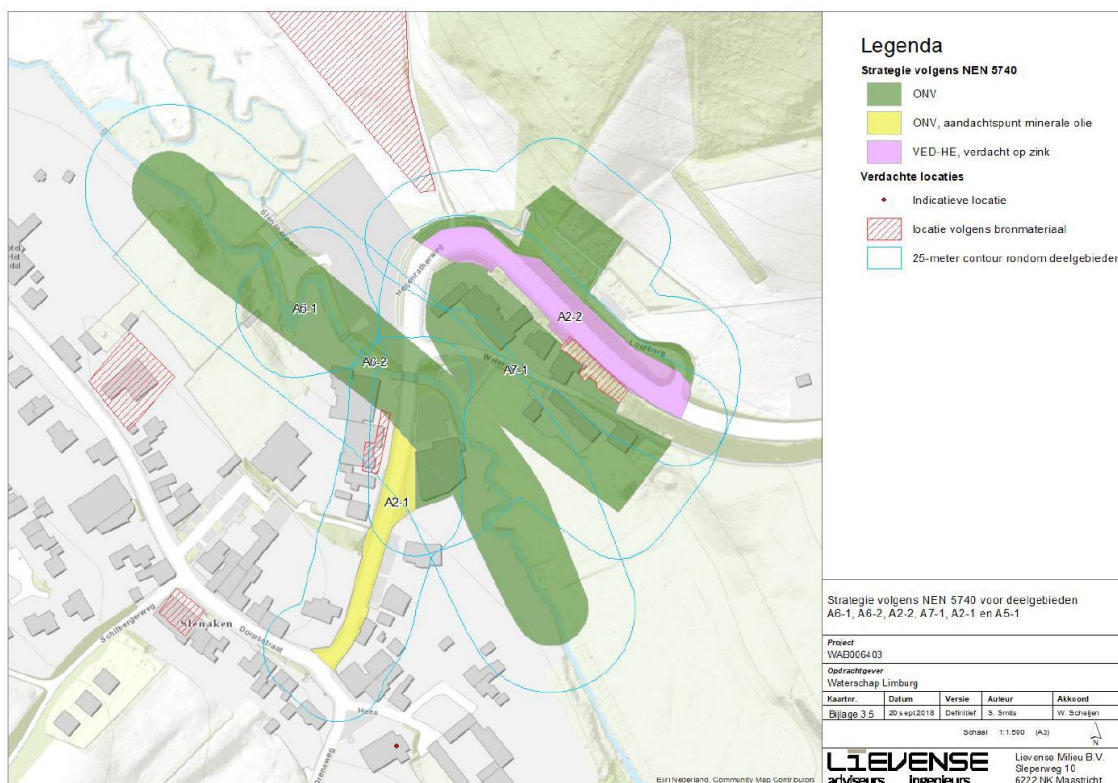 Legenda
Strategie volgens NEN 5740
ONV
ONV, aandachtspunt minerale olie
VED-HE, verdacht op zink
Verdachte locaties
Indicatieve locatie
locatie volgens bronmateriaal
25-meter contour rondom deelgebieden
Heijenratherweg
A6-1
A2-2
Loorberg
A6-2
A7-1
A2-1
Schilbergerweg
Slenaken
Dorpsstraat
Hees
Esri Nederland, Community Map Contributors
Strategie volgens NEN 5740 voor deelgebieden
A6-1, A6-2, A2-2, A7-1, A2-1 en A5-1
Project
WAB006403
Opdrachtgever
Waterschap Limburg
Kaartnr. Datum Versie Auteur Akkoord
Bijlage 3.5 20 sept 2018 Definitief S. Smits W. Scheijen
Schaal 1:1.500 (A3)
N
LIEVENSE
adviseurs ingenieurs
Lievense Milieu B.V.
Sleperweg 10
6222 NK Maastricht